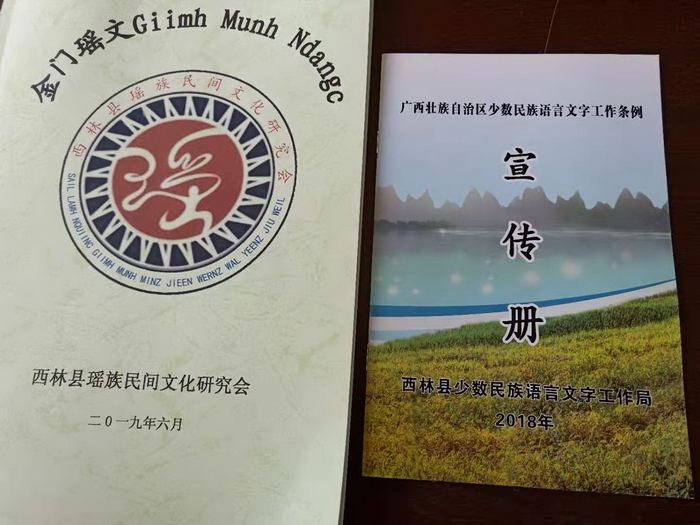 金门瑶文Giimh Munh Ndangc
西林县瑶族民间文化研究会
瑶
SAIL LAMH NQUING GIIMH MUNH MINZ JIEEN WERNZ WAL YEENZ JIU WEIL
西林县瑶族民间文化研究会
二0一九年六月
广西壮族自治区少数民族语言文字工作条例
宣
传
册
西林县少数民族语言文字工作局
2018年